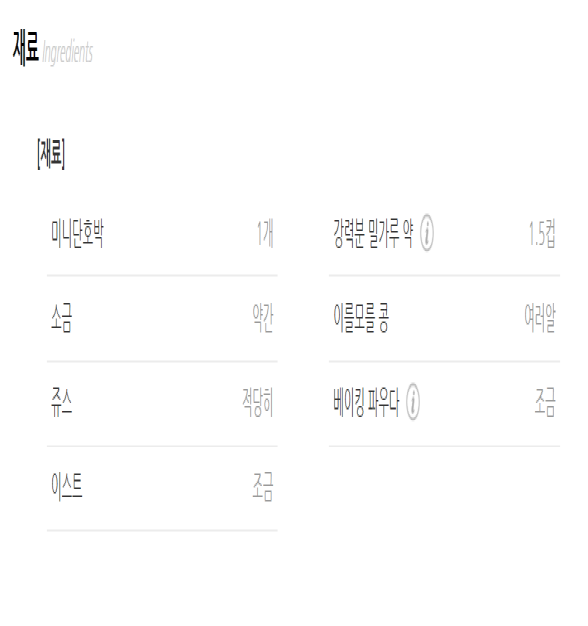 재료 Ingredients
[재료]
미니단호박 1개
강력분 밀가루 약 1.5컵
소금 약간
이름모를 콩 여러알
쥬스 적당히
베이킹 파우다 조금
이스트 조금